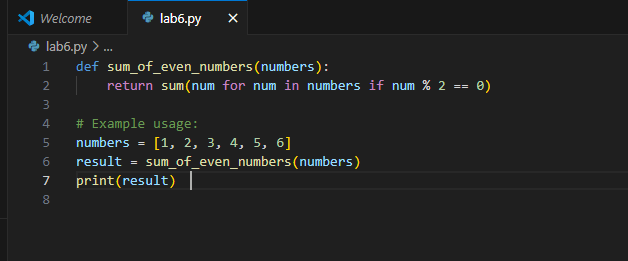 Welcome lab6.py ×
lab6.py > ...
1 def sum_of_even_numbers(numbers):
2     return sum(num for num in numbers if num % 2 == 0)
3
4 # Example usage:
5 numbers = [1, 2, 3, 4, 5, 6]
6 result = sum_of_even_numbers(numbers)
7 print(result)
8